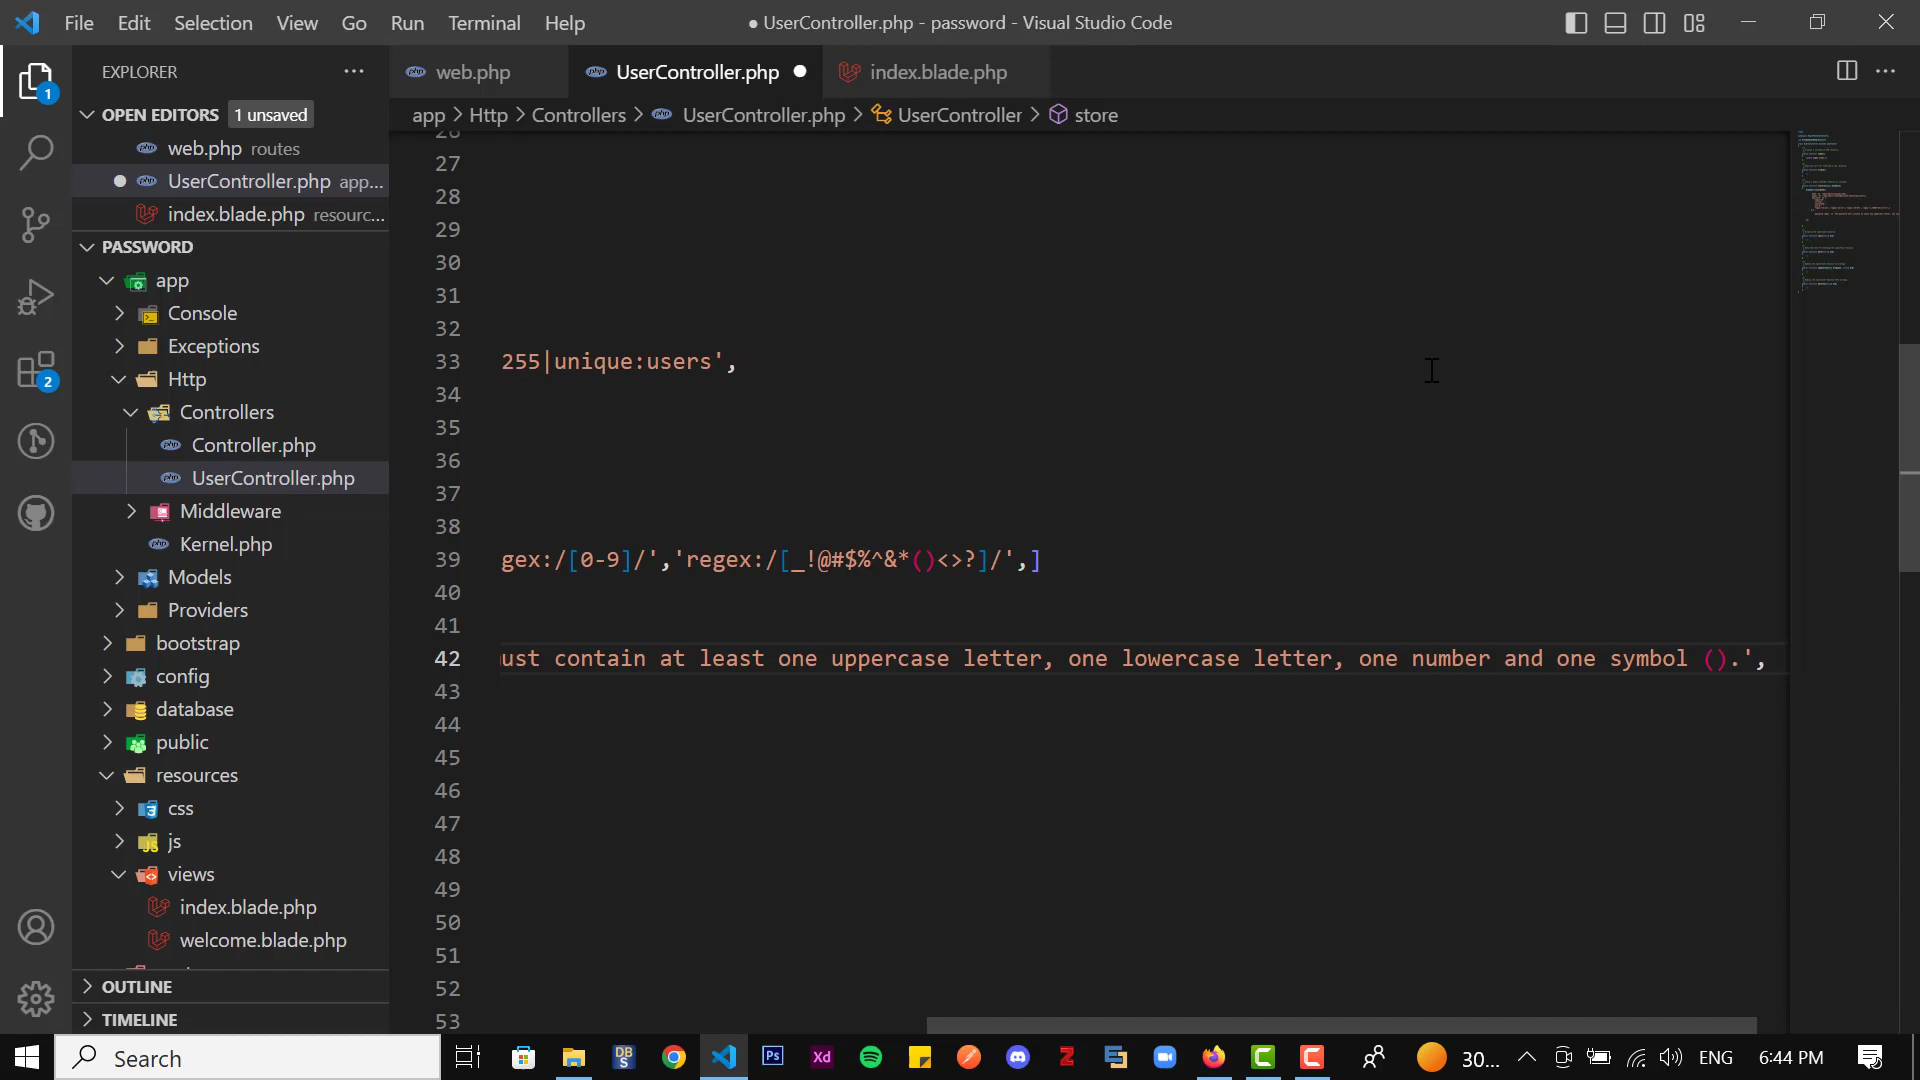 File Edit Selection View Go Run Terminal Help ● UserController.php - password - Visual Studio Code
EXPLORER ···
web.php UserController.php ● index.blade.php
OPEN EDITORS 1 unsaved
app > Http > Controllers > UserController.php > UserController > store
web.php routes
UserController.php app...
index.blade.php resourc...
PASSWORD
app
Console
Exceptions
Http
Controllers
Controller.php
UserController.php
Middleware
Kernel.php
Models
Providers
bootstrap
config
database
public
resources
css
js
views
index.blade.php
welcome.blade.php
OUTLINE
TIMELINE
1
2
26
27
28
29
30
31
32
33 255|unique:users',
34
35
36
37
38
39 gex:/[0-9]/','regex:/[_!@#$%^&*()<>?]/',]
40
41
42 ust contain at least one uppercase letter, one lowercase letter, one number and one symbol ().',
43
44
45
46
47
48
49
50
51
52
53
Search
30...
ENG
6:44 PM